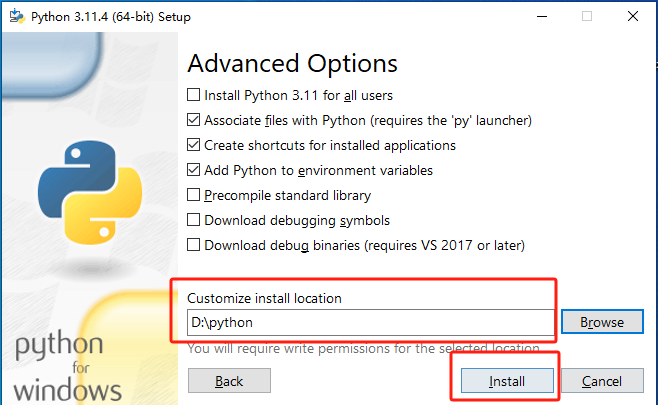 Python 3.11.4 (64-bit) Setup
Advanced Options
Install Python 3.11 for all users
Associate files with Python (requires the 'py' launcher)
Create shortcuts for installed applications
Add Python to environment variables
Precompile standard library
Download debugging symbols
Download debug binaries (requires VS 2017 or later)
Customize install location
D:\python
Browse
You will require write permissions for the selected location.
python
for
windows
Back
Install
Cancel